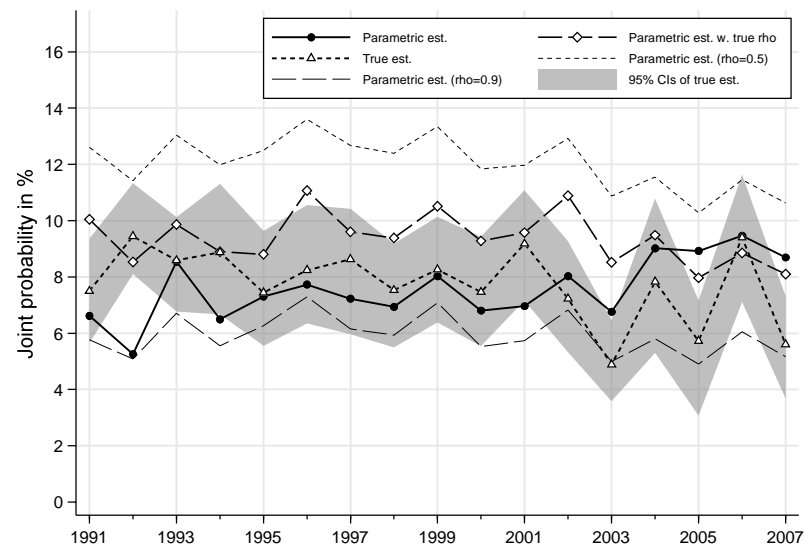 Parametric est.
Parametric est. w. true rho
True est.
Parametric est. (rho=0.5)
Parametric est. (rho=0.9)
95% CIs of true est.
Joint probability in %
16
14
12
10
8
6
4
2
0
1991 1993 1995 1997 1999 2001 2003 2005 2007